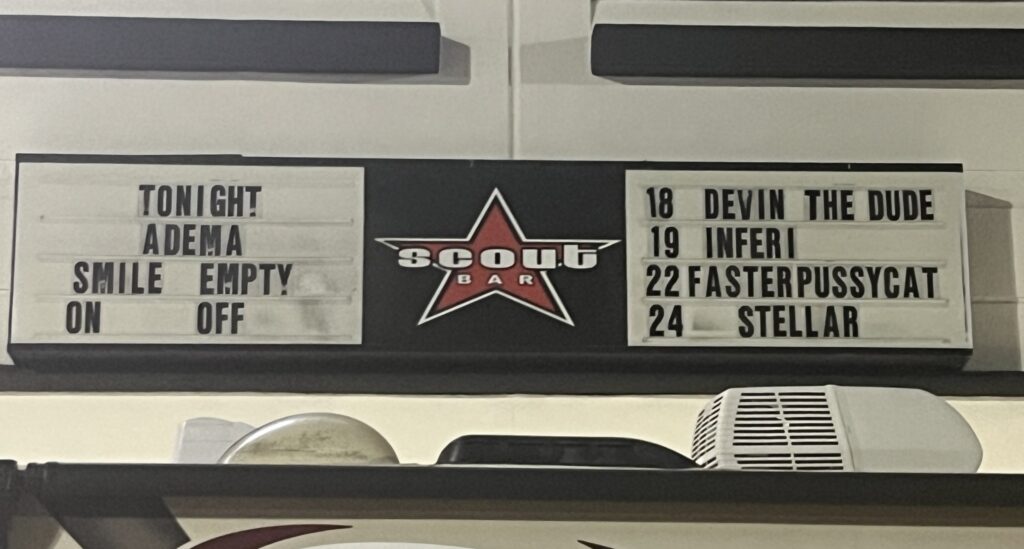 TONIGHT
ADEMA
SMILE EMPTY
ON OFF
scout
BAR
18 DEVIN THE DUDE
19 INFERI
22 FASTERPUSSYCAT
24 STELLAR